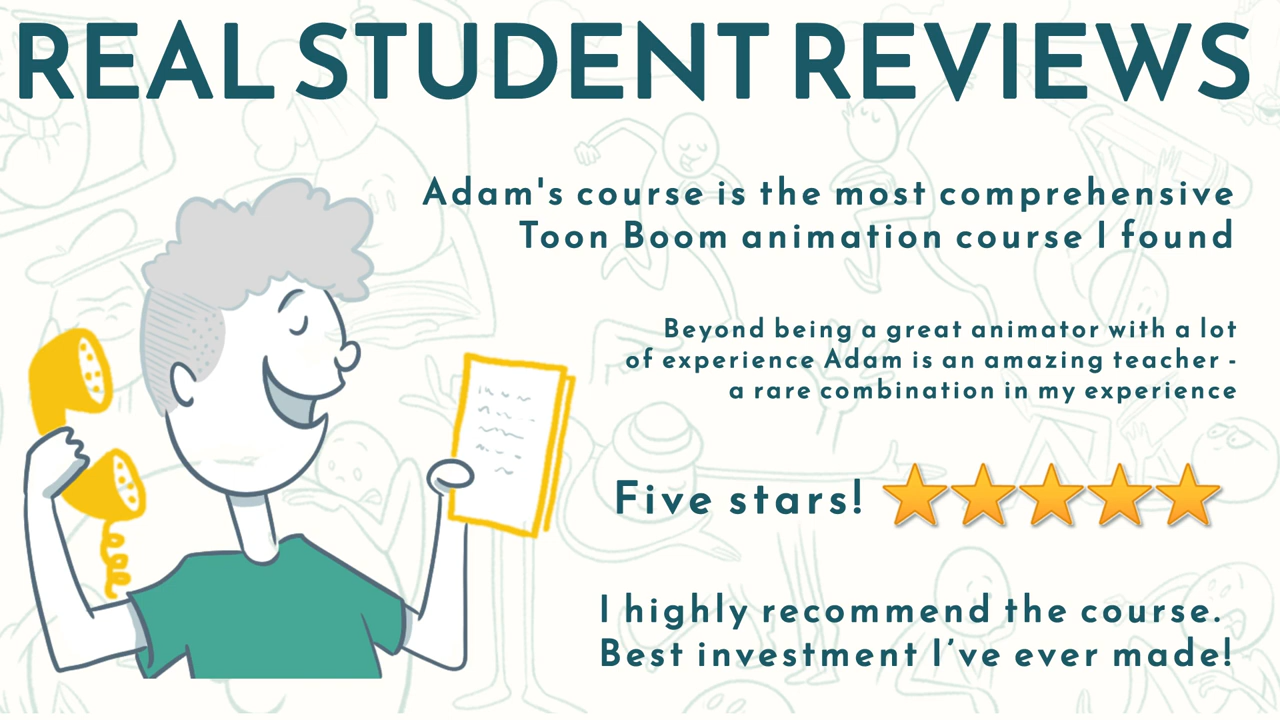 REAL STUDENT REVIEWS
Adam's course is the most comprehensive
Toon Boom animation course I found
Beyond being a great animator with a lot
of experience Adam is an amazing teacher -
a rare combination in my experience
Five stars!
I highly recommend the course.
Best investment I’ve ever made!